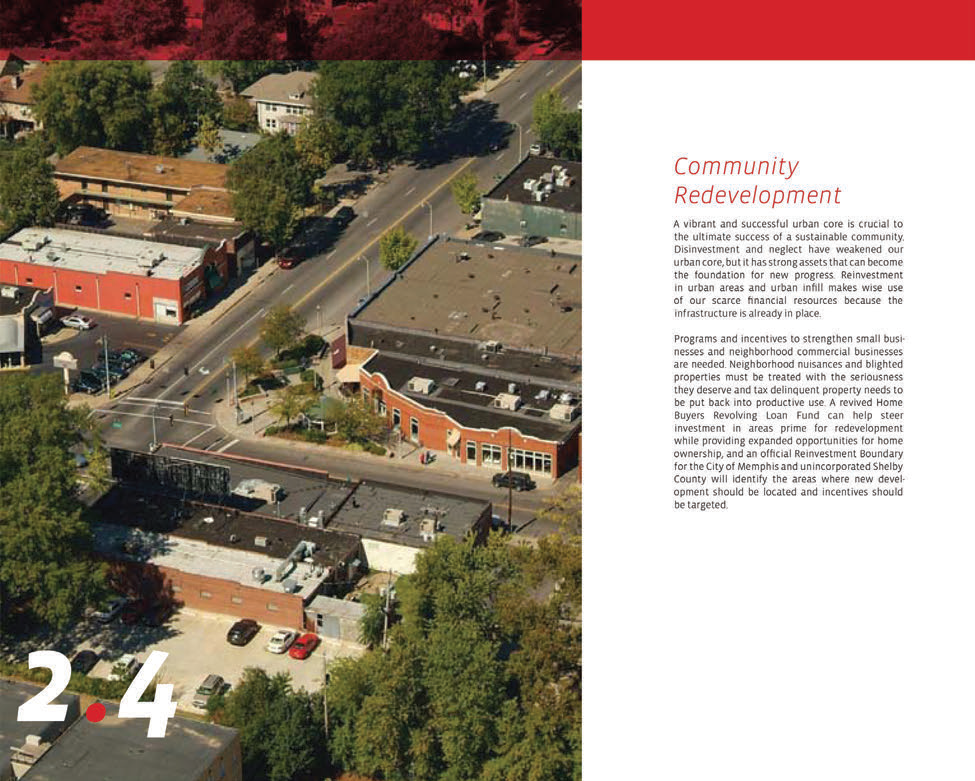 Community
Redevelopment
A vibrant and successful urban core is crucial to
the ultimate success of a sustainable community.
Disinvestment and neglect have weakened our
urban core, but it has strong assets that can become
the foundation for new progress. Reinvestment
in urban areas and urban infill makes wise use
of our scarce financial resources because the
infrastructure is already in place.
Programs and incentives to strengthen small busi-
nesses and neighborhood commercial businesses
are needed. Neighborhood nuisances and blighted
properties must be treated with the seriousness
they deserve and tax delinquent property needs to
be put back into productive use. A revived Home
Buyers Revolving Loan Fund can help steer
investment in areas prime for redevelopment
while providing expanded opportunities for home
ownership, and an official Reinvestment Boundary
for the City of Memphis and unincorporated Shelby
County will identify the areas where new devel-
opment should be located and incentives should
be targeted.
2.4